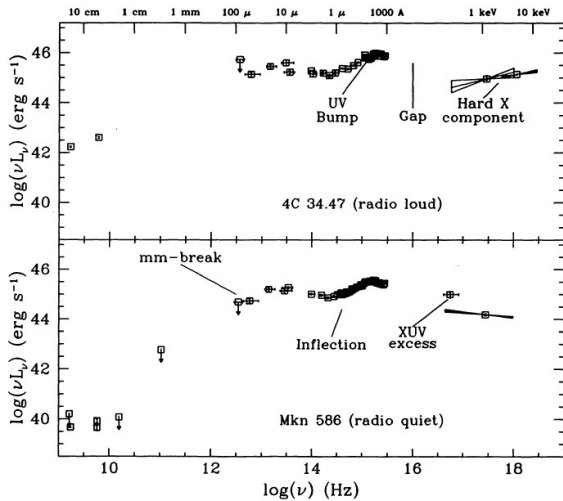 10 cm 1 cm 1 mm 100 μ 10 μ 1 μ 1000 A 1 keV 10 keV
46
44
42
40
log(νLν) (erg s⁻¹)
UV
Bump
Gap
Hard X
component
4C 34.47 (radio loud)
46
44
42
40
log(νLν) (erg s⁻¹)
mm-break
Inflection
XUV
excess
Mkn 586 (radio quiet)
10 12 14 16 18
log(ν) (Hz)